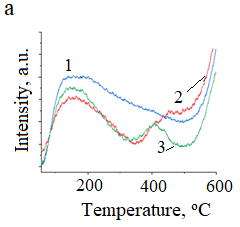 a
Intensity, a.u.
1
2
3
200 400 600
Temperature, °C